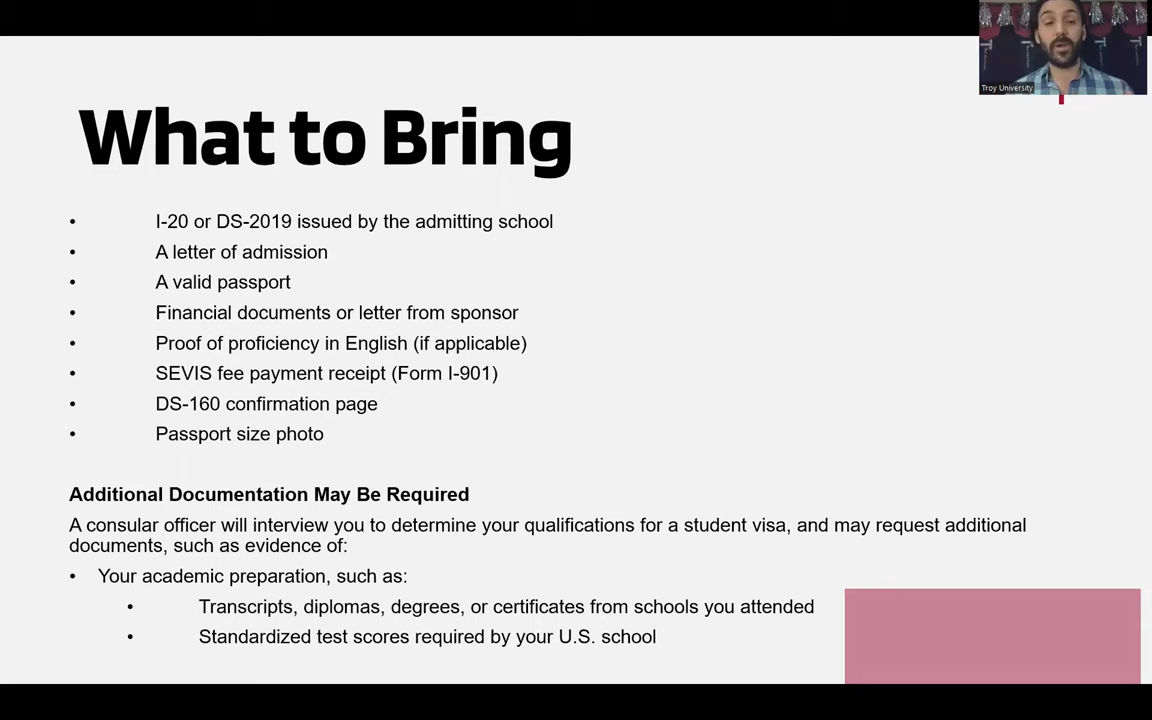 Troy University
What to Bring
• I-20 or DS-2019 issued by the admitting school
• A letter of admission
• A valid passport
• Financial documents or letter from sponsor
• Proof of proficiency in English (if applicable)
• SEVIS fee payment receipt (Form I-901)
• DS-160 confirmation page
• Passport size photo
Additional Documentation May Be Required
A consular officer will interview you to determine your qualifications for a student visa, and may request additional
documents, such as evidence of:
• Your academic preparation, such as:
• Transcripts, diplomas, degrees, or certificates from schools you attended
• Standardized test scores required by your U.S. school